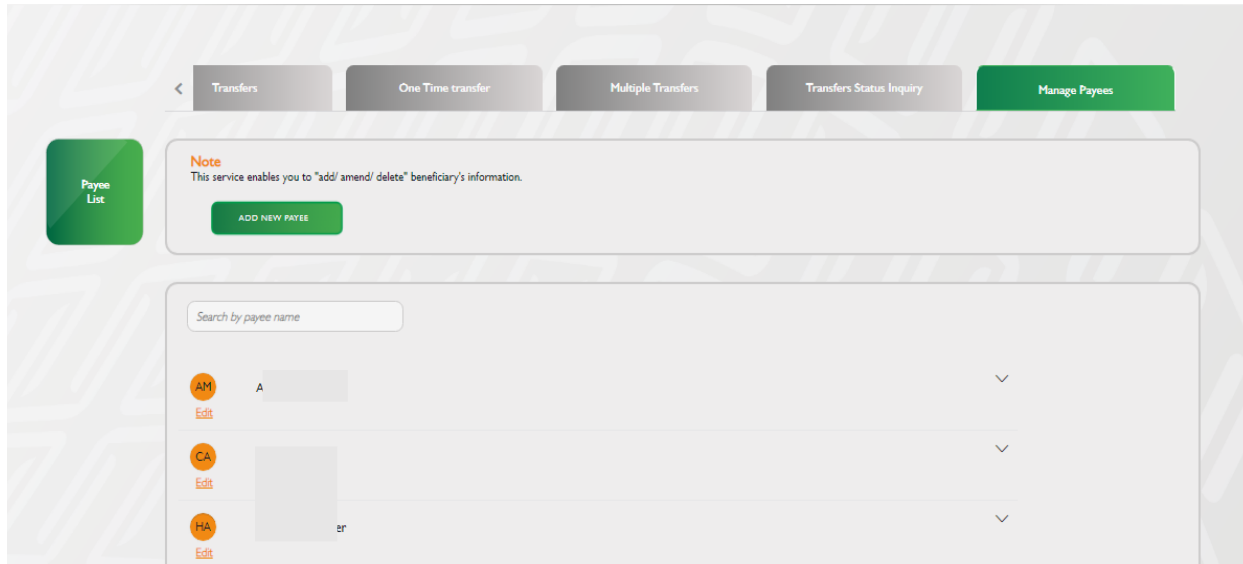 Transfers
One Time transfer
Multiple Transfers
Transfers Status Inquiry
Manage Payees
Payee
List
Note
This service enables you to "add/ amend/ delete" beneficiary's information.
ADD NEW PAYEE
Search by payee name
AM
A
Edit
CA
Edit
HA
er
Edit